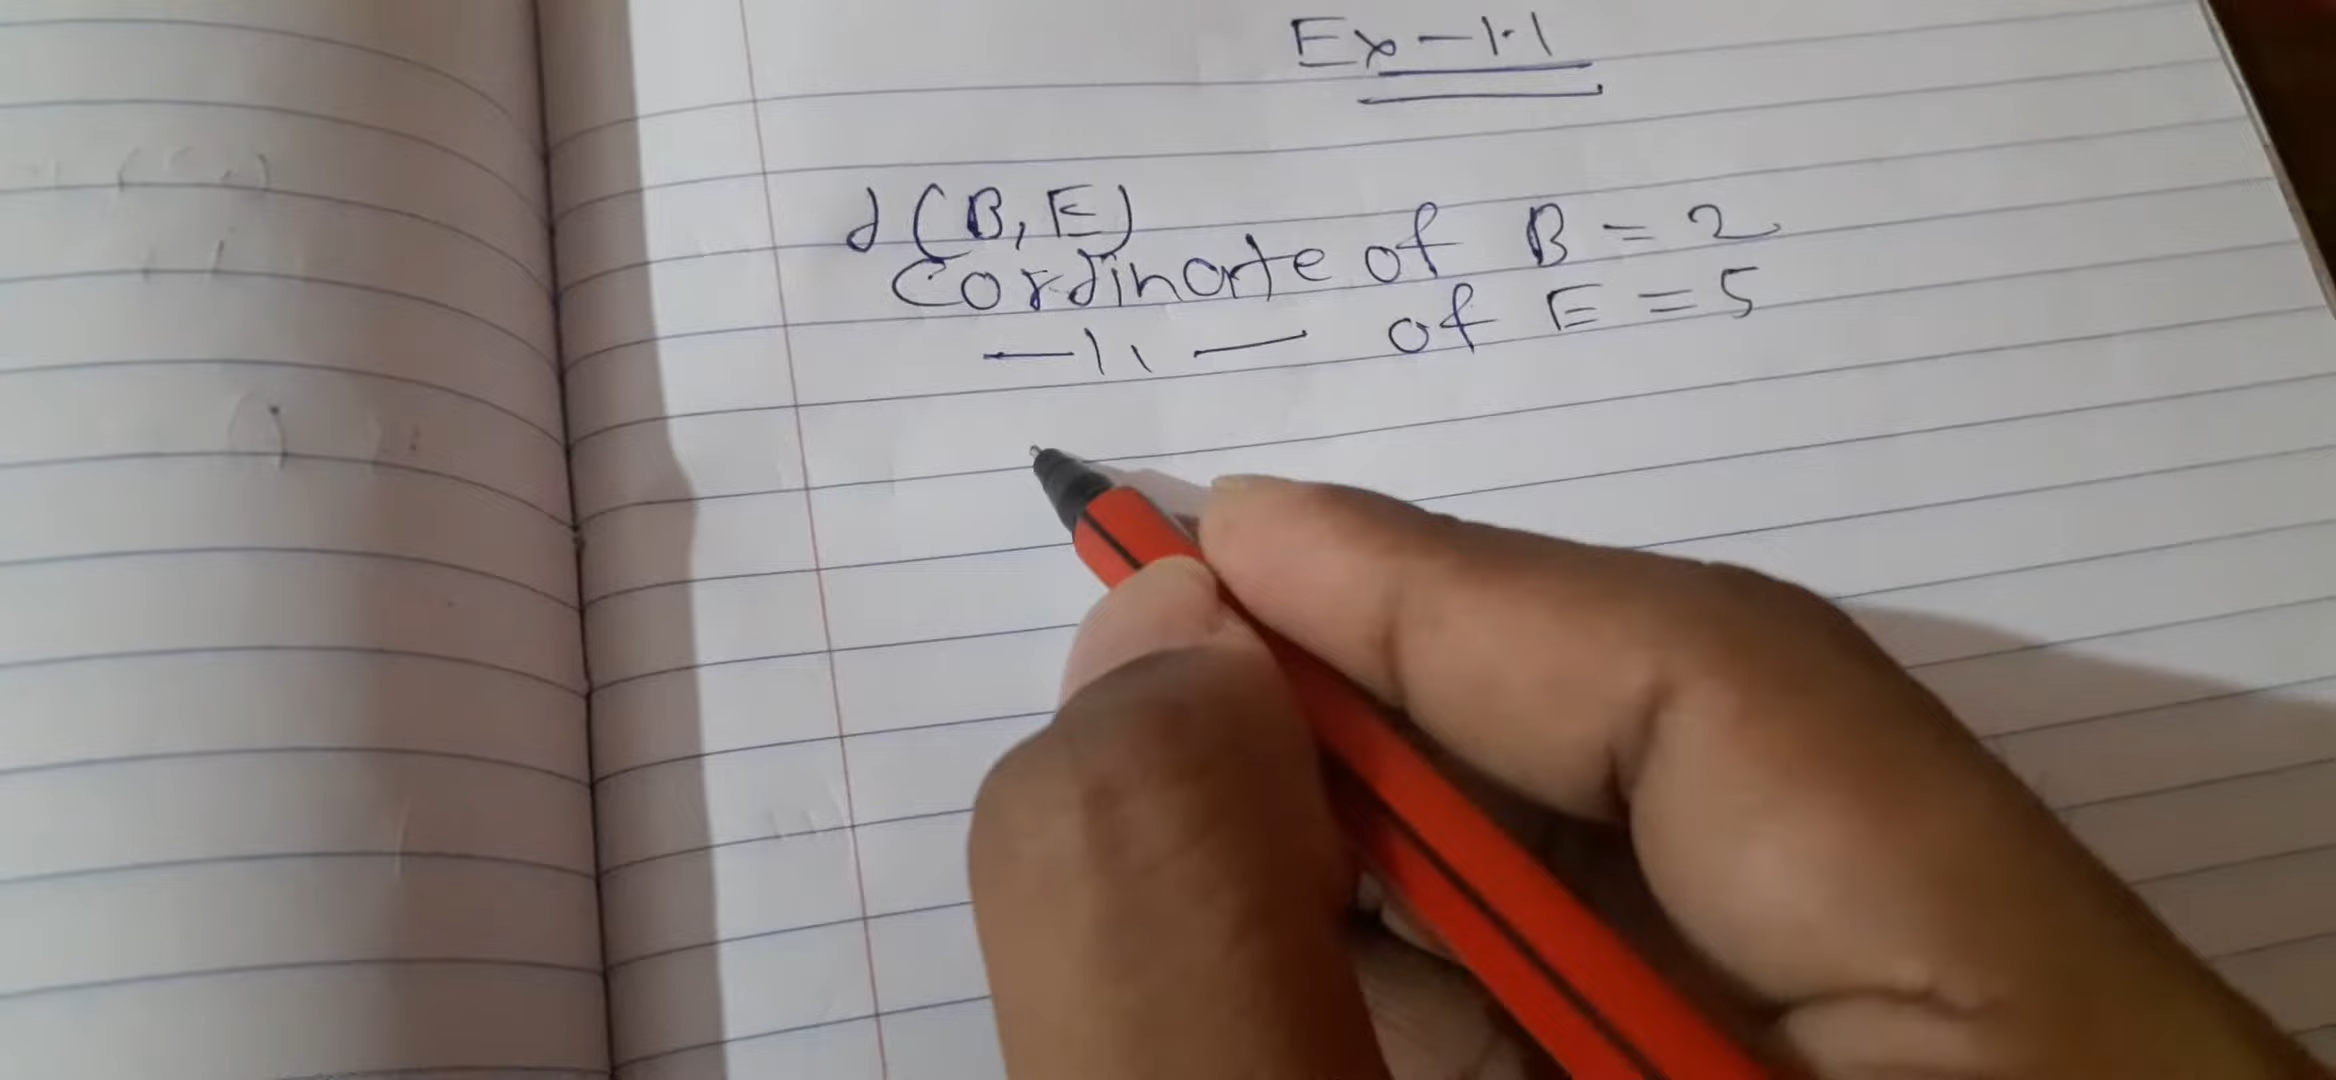 Ex-1.1
d(B,E)
Cordinate of B = 2
—11— of E = 5